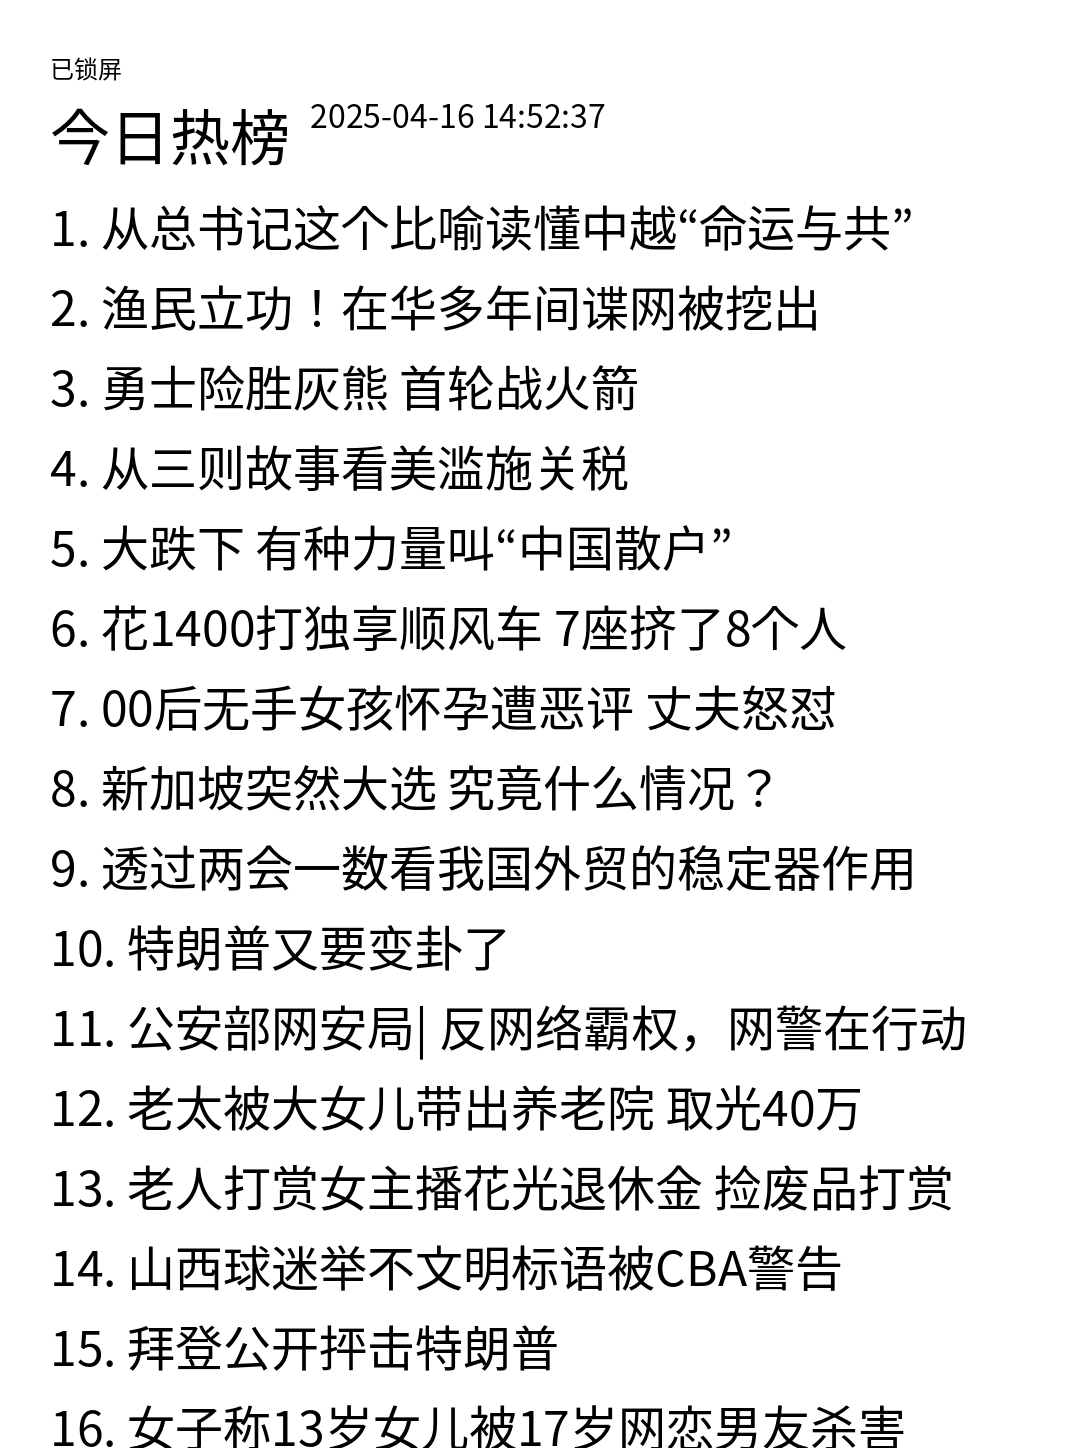 已锁屏
今日热榜 2025-04-16 14:52:37
1. 从总书记这个比喻读懂中越“命运与共”
2. 渔民立功！在华多年间谍网被挖出
3. 勇士险胜灰熊 首轮战火箭
4. 从三则故事看美滥施关税
5. 大跌下 有种力量叫“中国散户”
6. 花1400打独享顺风车 7座挤了8个人
7. 00后无手女孩怀孕遭恶评 丈夫怒怼
8. 新加坡突然大选 究竟什么情况？
9. 透过两会一数看我国外贸的稳定器作用
10. 特朗普又要变卦了
11. 公安部网安局| 反网络霸权，网警在行动
12. 老太被大女儿带出养老院 取光40万
13. 老人打赏女主播花光退休金 捡废品打赏
14. 山西球迷举不文明标语被CBA警告
15. 拜登公开抨击特朗普
16. 女子称13岁女儿被17岁网恋男友杀害